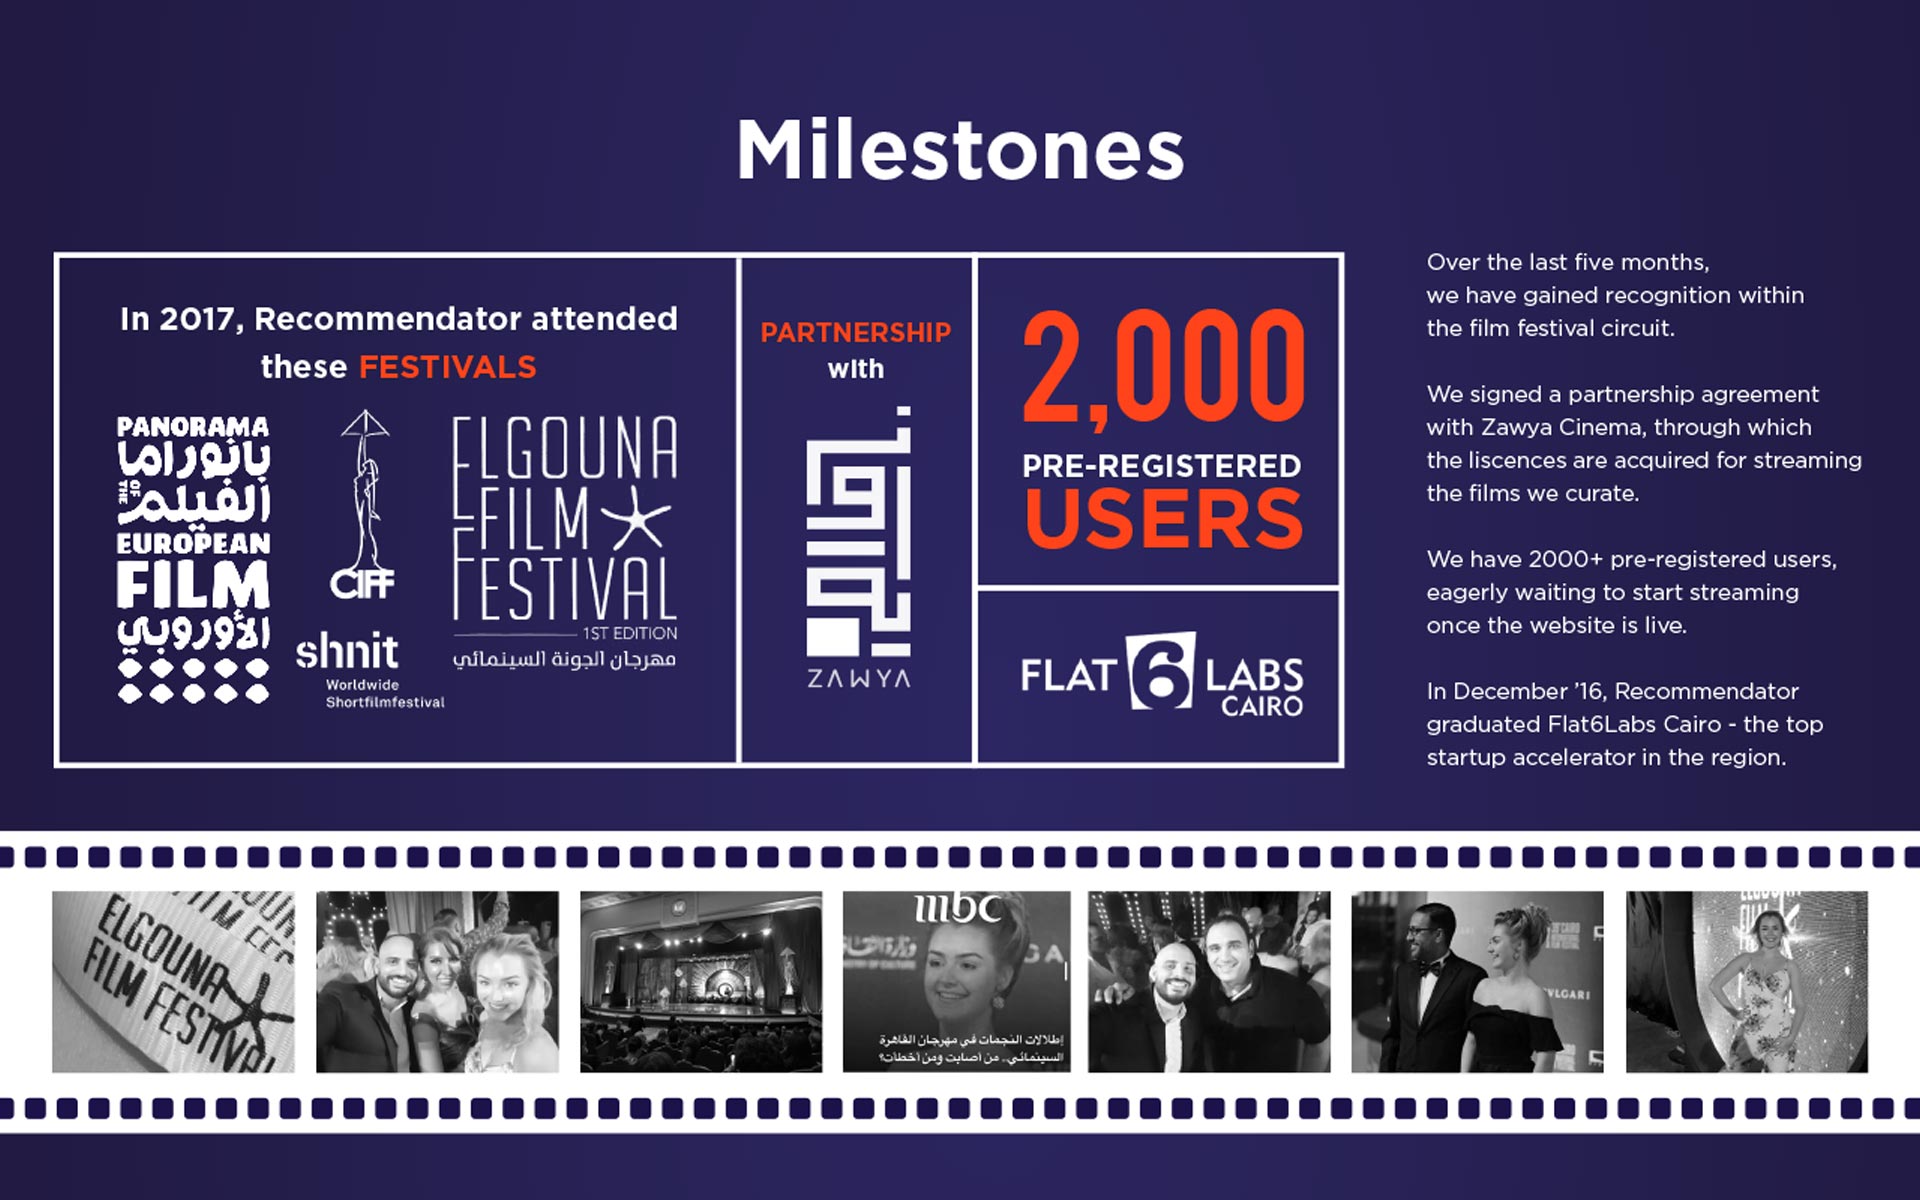 Milestones
In 2017, Recommendator attended
these FESTIVALS
PANORAMA
بانوراما
OF THE
الفيلم
EUROPEAN
FILM
الأوروبي
CIFF
shnit
Worldwide
Shortfilmfestival
ELGOUNA
FILM
FESTIVAL
1ST EDITION
مهرجان الجونة السينمائي
PARTNERSHIP
with
زاوية
ZAWYA
2,000
PRE-REGISTERED
USERS
FLAT 6 LABS
CAIRO
Over the last five months,
we have gained recognition within
the film festival circuit.
We signed a partnership agreement
with Zawya Cinema, through which
the liscences are acquired for streaming
the films we curate.
We have 2000+ pre-registered users,
eagerly waiting to start streaming
once the website is live.
In December ’16, Recommendator
graduated Flat6Labs Cairo - the top
startup accelerator in the region.
ELGOUNA
FILM FESTIVAL
mbc
إطلالات النجمات في مهرجان القاهرة
السينمائي.. من أصابت ومن أخطأت؟
BVLGARI